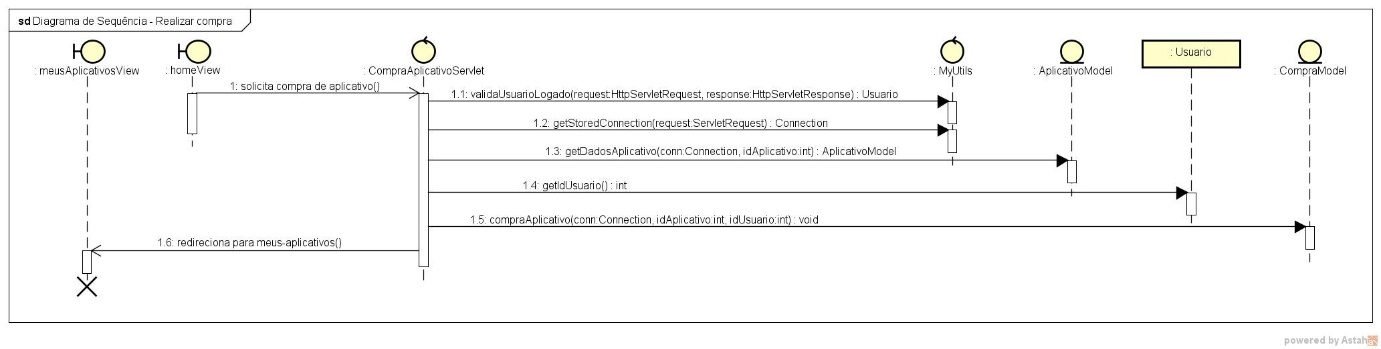 sd Diagrama de Sequência - Realizar compra
: meusAplicativosView
: homeView
: CompraAplicativoServlet
: MyUtils
: AplicativoModel
: Usuario
: CompraModel
1: solicita compra de aplicativo()
1.1: validaUsuarioLogado(request:HttpServletRequest, response:HttpServletResponse) : Usuario
1.2: getStoredConnection(request:ServletRequest) : Connection
1.3: getDadosAplicativo(conn:Connection, idAplicativo:int) : AplicativoModel
1.4: getIdUsuario() : int
1.5: compraAplicativo(conn:Connection, idAplicativo:int, idUsuario:int) : void
1.6: redireciona para meus-aplicativos()
powered by Astah